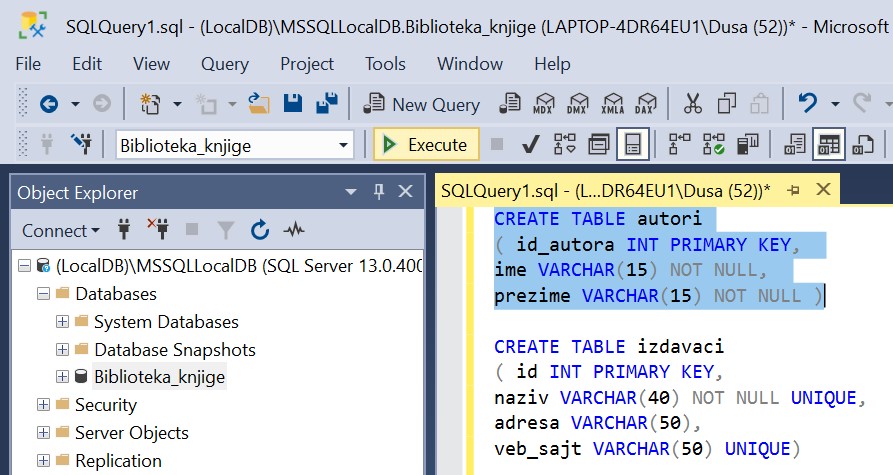 SQLQuery1.sql - (LocalDB)\MSSQLLocalDB.Biblioteka_knjige (LAPTOP-4DR64EU1\Dusa (52))* - Microsoft
File Edit View Query Project Tools Window Help
New Query MDX DMX XMLA DAX
Biblioteka_knjige Execute
Object Explorer
Connect
(LocalDB)\MSSQLLocalDB (SQL Server 13.0.400
Databases
System Databases
Database Snapshots
Biblioteka_knjige
Security
Server Objects
Replication
SQLQuery1.sql - (L...DR64EU1\Dusa (52))*
CREATE TABLE autori
( id_autora INT PRIMARY KEY,
ime VARCHAR(15) NOT NULL,
prezime VARCHAR(15) NOT NULL )
CREATE TABLE izdavaci
( id INT PRIMARY KEY,
naziv VARCHAR(40) NOT NULL UNIQUE,
adresa VARCHAR(50),
veb_sajt VARCHAR(50) UNIQUE)